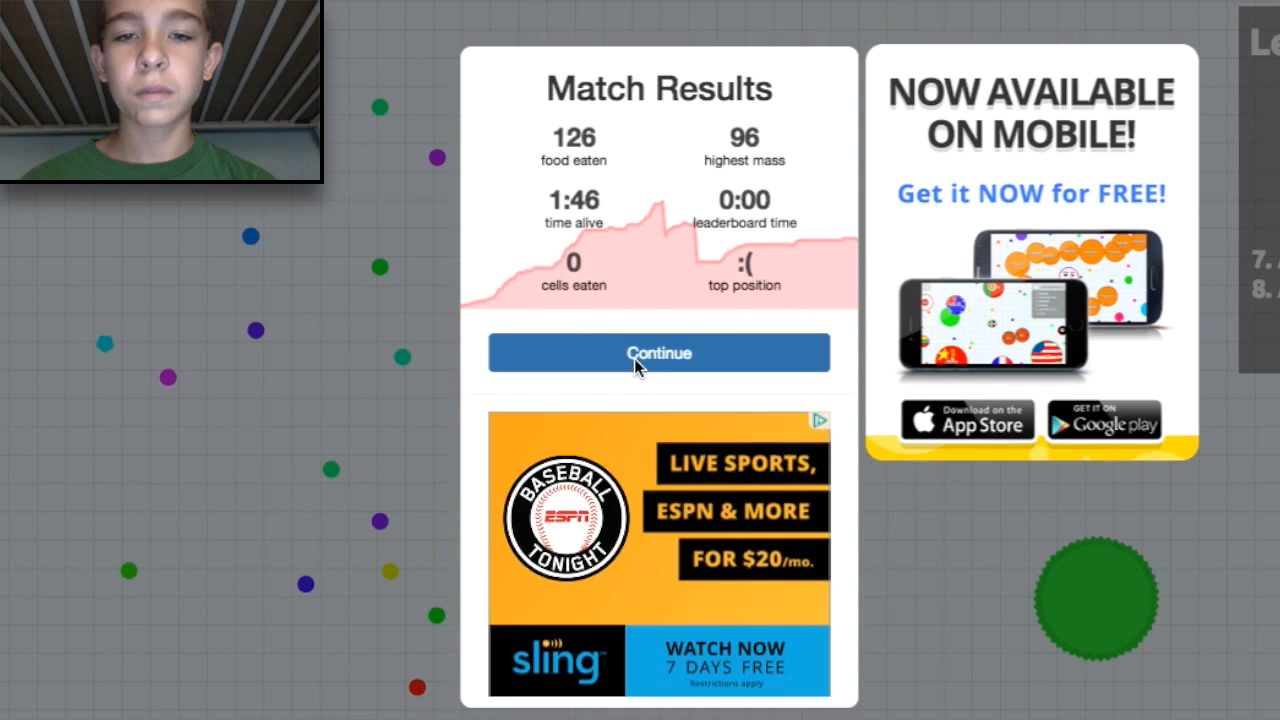 Match Results
126
food eaten
96
highest mass
1:46
time alive
0:00
leaderboard time
0
cells eaten
:(
top position
Continue
BASEBALL
ESPN
TONIGHT
LIVE SPORTS,
ESPN & MORE
FOR $20/mo.
sling
WATCH NOW
7 DAYS FREE
Restrictions apply
NOW AVAILABLE
ON MOBILE!
Get it NOW for FREE!
Download on the
App Store
GET IT ON
Google play
Le
7. A
8. A